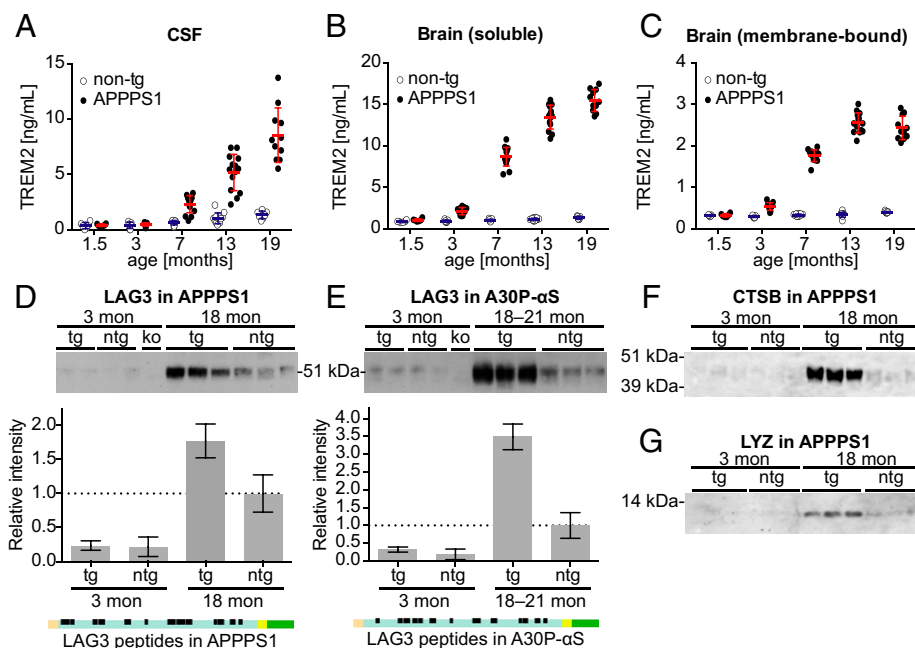 A
CSF
TREM2 [ng/mL]
15
10
5
0
non-tg
APPPS1
1.5 3 7 13 19
age [months]
B
Brain (soluble)
TREM2 [ng/mL]
20
15
10
5
0
non-tg
APPPS1
1.5 3 7 13 19
age [months]
C
Brain (membrane-bound)
TREM2 [ng/mL]
4
3
2
1
0
non-tg
APPPS1
1.5 3 7 13 19
age [months]
D
LAG3 in APPPS1
3 mon 18 mon
tg ntg ko tg ntg
-51 kDa-
Relative intensity
2.0
1.5
1.0
0.5
0.0
tg ntg tg ntg
3 mon 18 mon
LAG3 peptides in APPPS1
E
LAG3 in A30P-αS
3 mon 18–21 mon
tg ntg ko tg ntg
Relative intensity
4.0
3.5
3.0
2.5
2.0
1.5
1.0
0.5
0.0
tg ntg tg ntg
3 mon 18–21 mon
LAG3 peptides in A30P-αS
F
CTSB in APPPS1
3 mon 18 mon
tg ntg tg ntg
51 kDa-
39 kDa-
G
LYZ in APPPS1
3 mon 18 mon
tg ntg tg ntg
14 kDa-